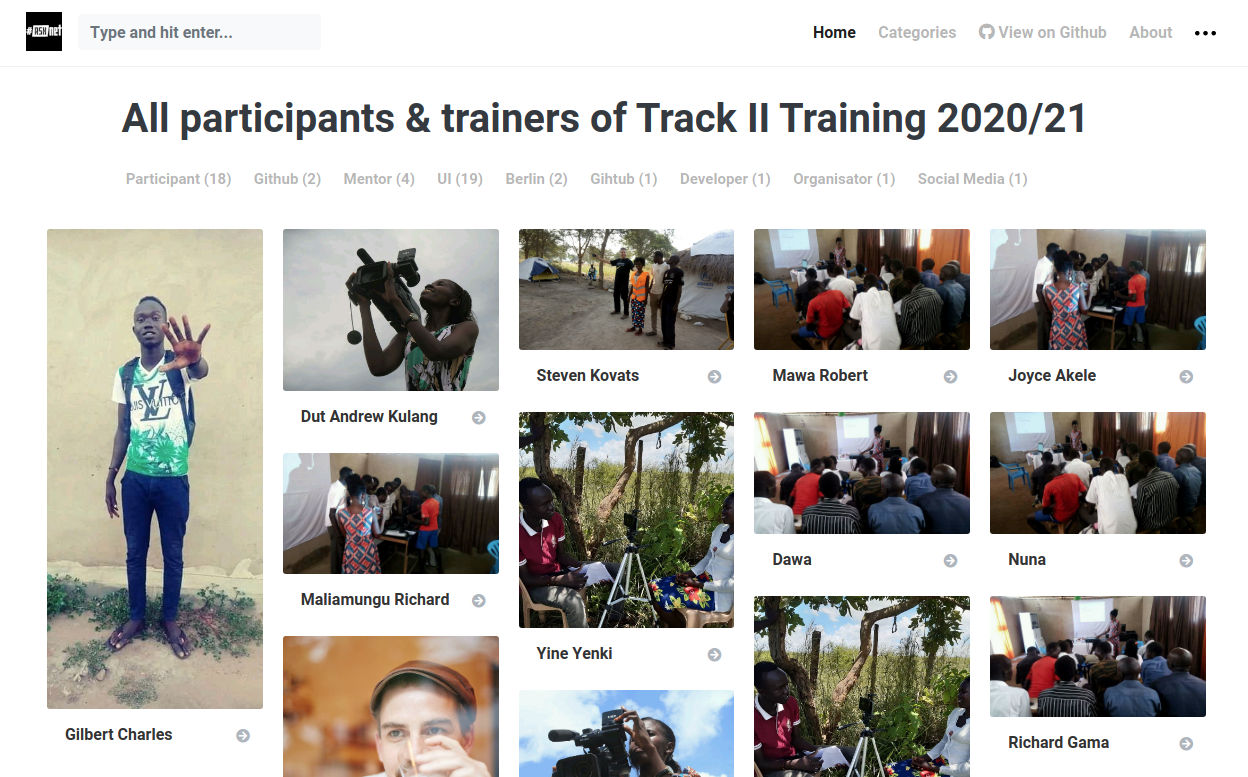 #ASKnet
Type and hit enter...
Home
Categories
View on Github
About
All participants & trainers of Track II Training 2020/21
Participant (18)
Github (2)
Mentor (4)
UI (19)
Berlin (2)
Gihtub (1)
Developer (1)
Organisator (1)
Social Media (1)
Gilbert Charles
Dut Andrew Kulang
Maliamungu Richard
Steven Kovats
Yine Yenki
Mawa Robert
Dawa
Joyce Akele
Nuna
Richard Gama